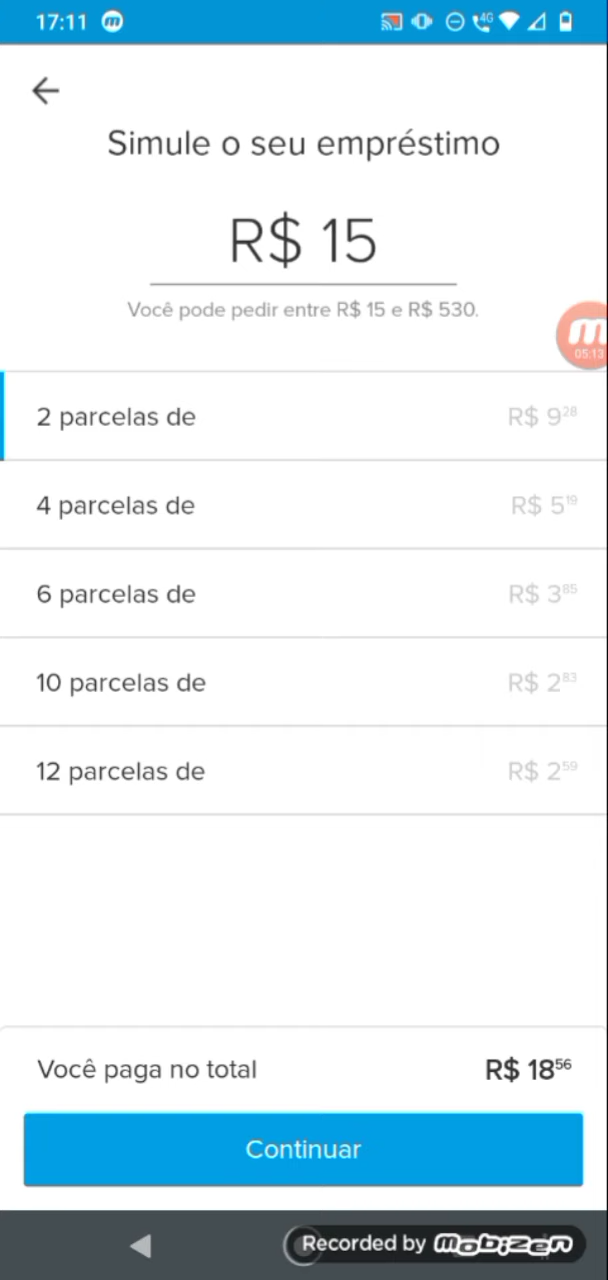 17:11 m 4G
Simule o seu empréstimo
R$ 15
Você pode pedir entre R$ 15 e R$ 530.
m
05:13
2 parcelas de R$ 9²⁸
4 parcelas de R$ 5¹⁹
6 parcelas de R$ 3⁸⁵
10 parcelas de R$ 2⁸³
12 parcelas de R$ 2⁵⁹
Você paga no total R$ 18⁵⁶
Continuar
Recorded by mobizen